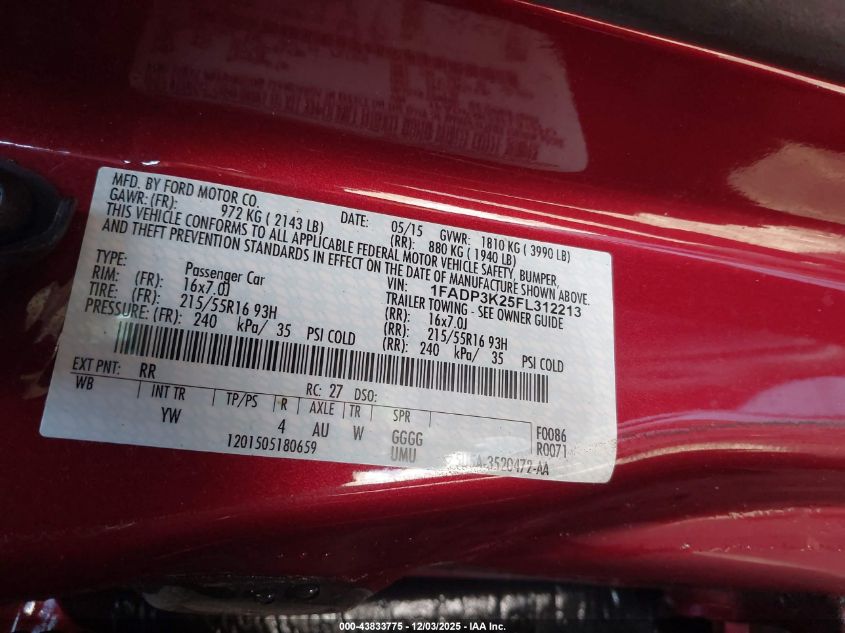 MFD. BY FORD MOTOR CO.
DATE: 05/15 GVWR: 1810 KG ( 3990 LB)
GAWR: (FR): 972 KG ( 2143 LB) (RR): 880 KG ( 1940 LB)
THIS VEHICLE CONFORMS TO ALL APPLICABLE FEDERAL MOTOR VEHICLE SAFETY, BUMPER,
AND THEFT PREVENTION STANDARDS IN EFFECT ON THE DATE OF MANUFACTURE SHOWN ABOVE.
VIN: 1FADP3K25FL312213
TYPE: Passenger Car TRAILER TOWING - SEE OWNER GUIDE
RIM: (FR): 16x7.0J (RR): 16x7.0J
TIRE: (FR): 215/55R16 93H (RR): 215/55R16 93H
PRESSURE: (FR): 240 kPa/ 35 PSI COLD (RR): 240 kPa/ 35 PSI COLD
EXT PNT: RR RC: 27 DSO:
WB INT TR TP/PS R AXLE TR SPR
YW 4 AU W GGGG F0086
UMU R0071
1201505180659 3520472-AA
000-43833775 — 12/03/2025 — IAA Inc.